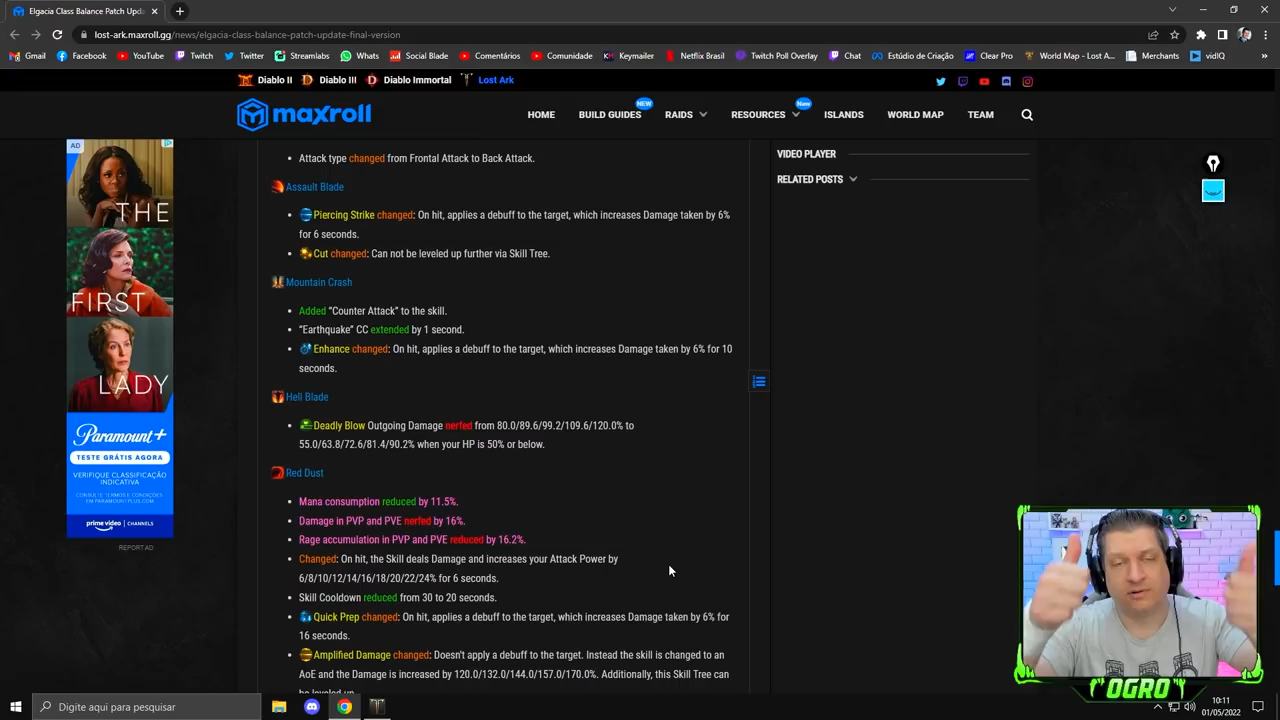 Elgacia Class Balance Patch Upda
lost-ark.maxroll.gg/news/elgacia-class-balance-patch-update-final-version
Gmail Facebook YouTube Twitch Twitter Streamlabs Whats Social Blade Comentários Comunidade Keymailer Netflix Brasil Twitch Poll Overlay Chat Estúdio de Criação Clear Pro World Map - Lost A... Merchants vidIQ »
Diablo II Diablo III Diablo Immortal Lost Ark
maxroll HOME BUILD GUIDES NEW RAIDS RESOURCES New ISLANDS WORLD MAP TEAM
AD
THE
FIRST
LADY
Paramount+
TESTE GRÁTIS AGORA
VERIFIQUE CLASSIFICAÇÃO
INDICATIVA
prime video | CHANNELS
REPORT AD
Attack type changed from Frontal Attack to Back Attack.
Assault Blade
Piercing Strike changed: On hit, applies a debuff to the target, which increases Damage taken by 6%
for 6 seconds.
Cut changed: Can not be leveled up further via Skill Tree.
Mountain Crash
Added "Counter Attack" to the skill.
"Earthquake" CC extended by 1 second.
Enhance changed: On hit, applies a debuff to the target, which increases Damage taken by 6% for 10
seconds.
Hell Blade
Deadly Blow Outgoing Damage nerfed from 80.0/89.6/99.2/109.6/120.0% to
55.0/63.8/72.6/81.4/90.2% when your HP is 50% or below.
Red Dust
Mana consumption reduced by 11.5%.
Damage in PVP and PVE nerfed by 16%.
Rage accumulation in PVP and PVE reduced by 16.2%.
Changed: On hit, the Skill deals Damage and increases your Attack Power by
6/8/10/12/14/16/18/20/22/24% for 6 seconds.
Skill Cooldown reduced from 30 to 20 seconds.
Quick Prep changed: On hit, applies a debuff to the target, which increases Damage taken by 6% for
16 seconds.
Amplified Damage changed: Doesn't apply a debuff to the target. Instead the skill is changed to an
AoE and the Damage is increased by 120.0/132.0/144.0/157.0/170.0%. Additionally, this Skill Tree can
be leveled up
VIDEO PLAYER
RELATED POSTS
"OGRO"
Digite aqui para pesquisar
10:11
01/05/2022